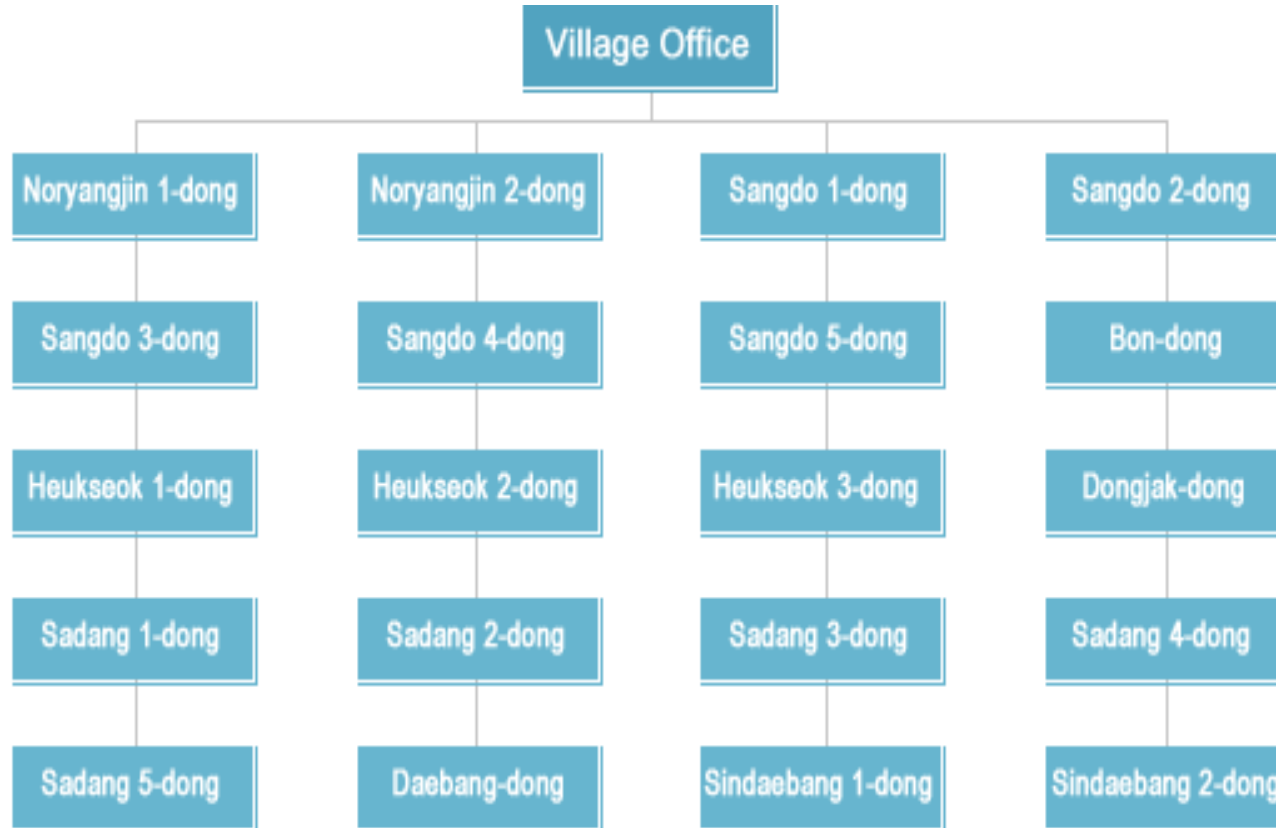 Village Office
Noryangjin 1-dong
Noryangjin 2-dong
Sangdo 1-dong
Sangdo 2-dong
Sangdo 3-dong
Sangdo 4-dong
Sangdo 5-dong
Bon-dong
Heukseok 1-dong
Heukseok 2-dong
Heukseok 3-dong
Dongjak-dong
Sadang 1-dong
Sadang 2-dong
Sadang 3-dong
Sadang 4-dong
Sadang 5-dong
Daebang-dong
Sindaebang 1-dong
Sindaebang 2-dong